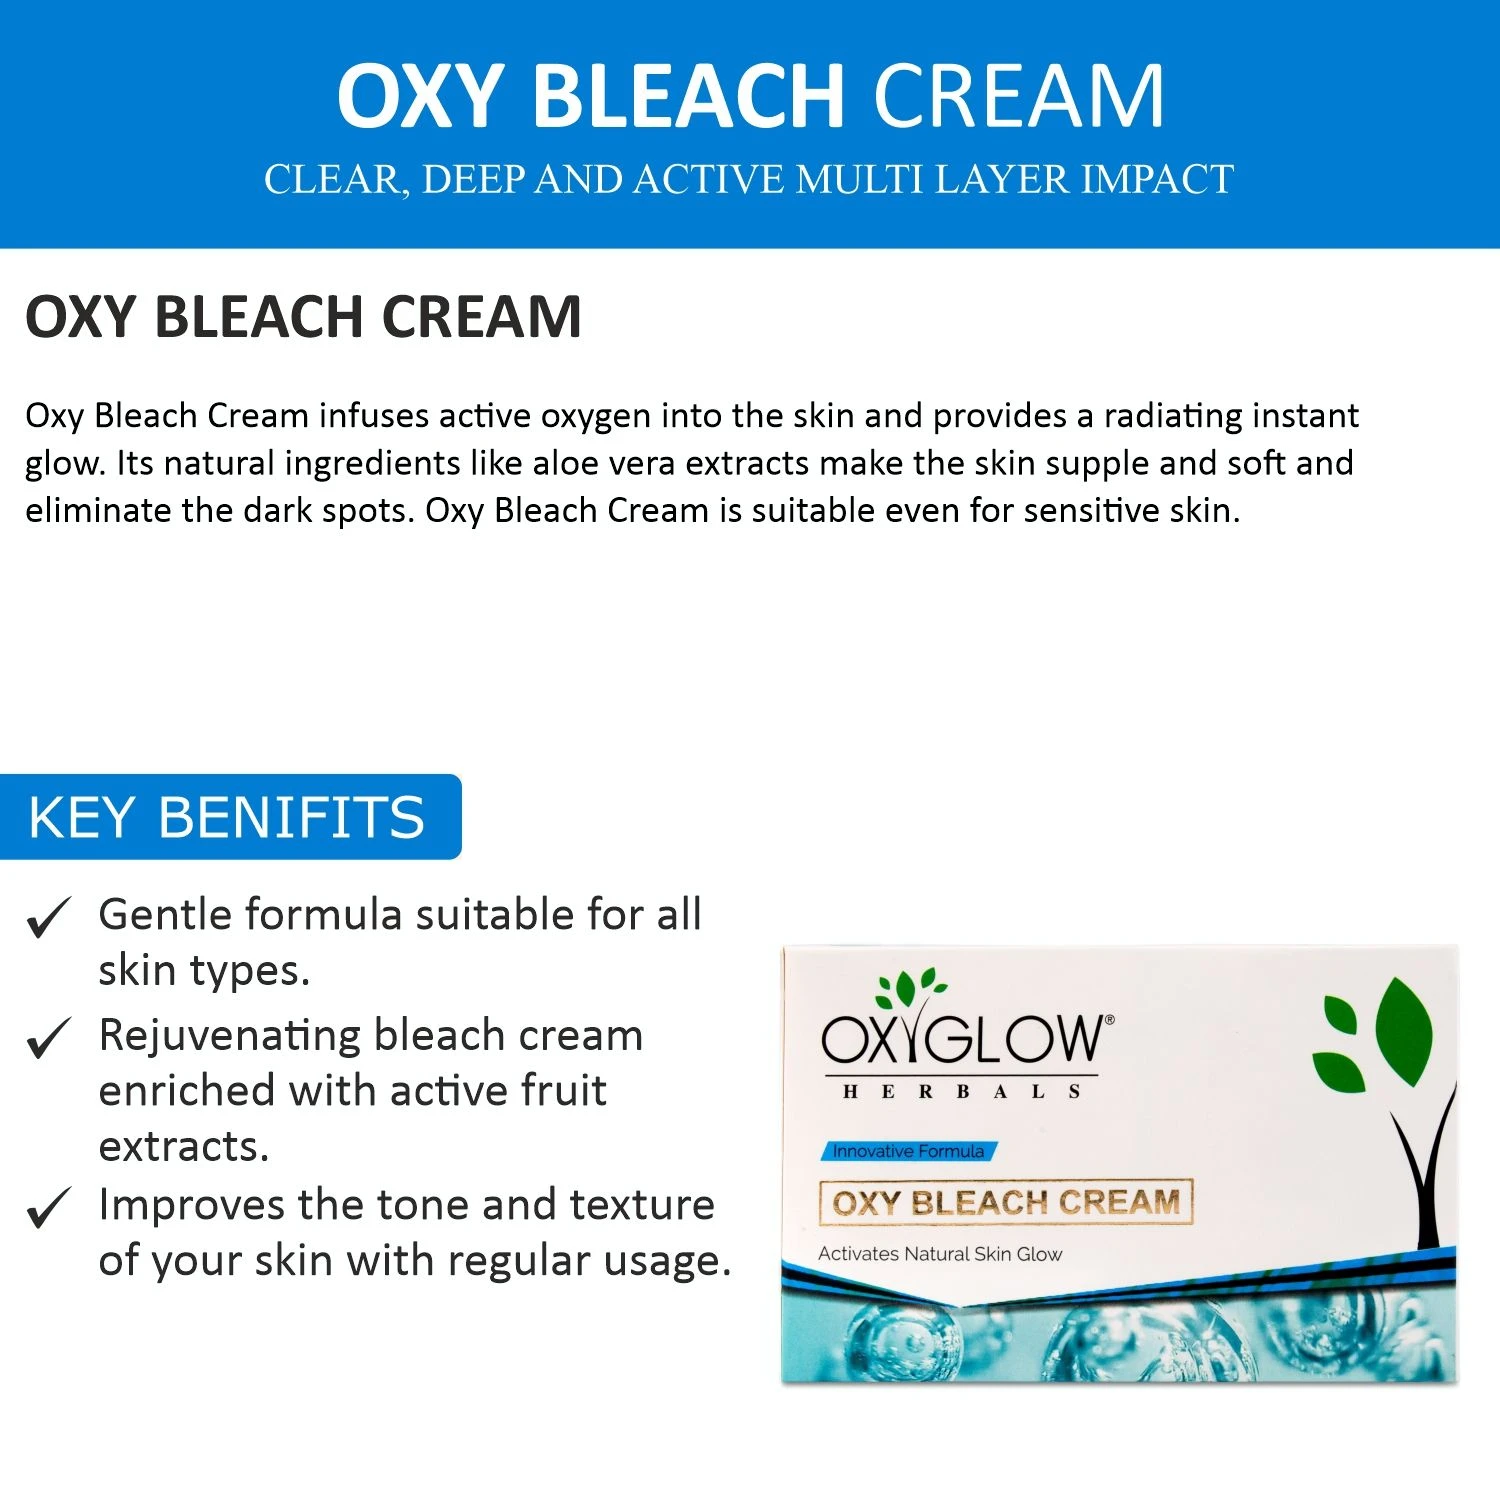 OXY BLEACH CREAM
CLEAR, DEEP AND ACTIVE MULTI LAYER IMPACT
OXY BLEACH CREAM
Oxy Bleach Cream infuses active oxygen into the skin and provides a radiating instant
glow. Its natural ingredients like aloe vera extracts make the skin supple and soft and
eliminate the dark spots. Oxy Bleach Cream is suitable even for sensitive skin.
KEY BENIFITS
✓ Gentle formula suitable for all
skin types.
✓ Rejuvenating bleach cream
enriched with active fruit
extracts.
✓ Improves the tone and texture
of your skin with regular usage.
OXYGLOW®
HERBALS
Innovative Formula
OXY BLEACH CREAM
Activates Natural Skin Glow